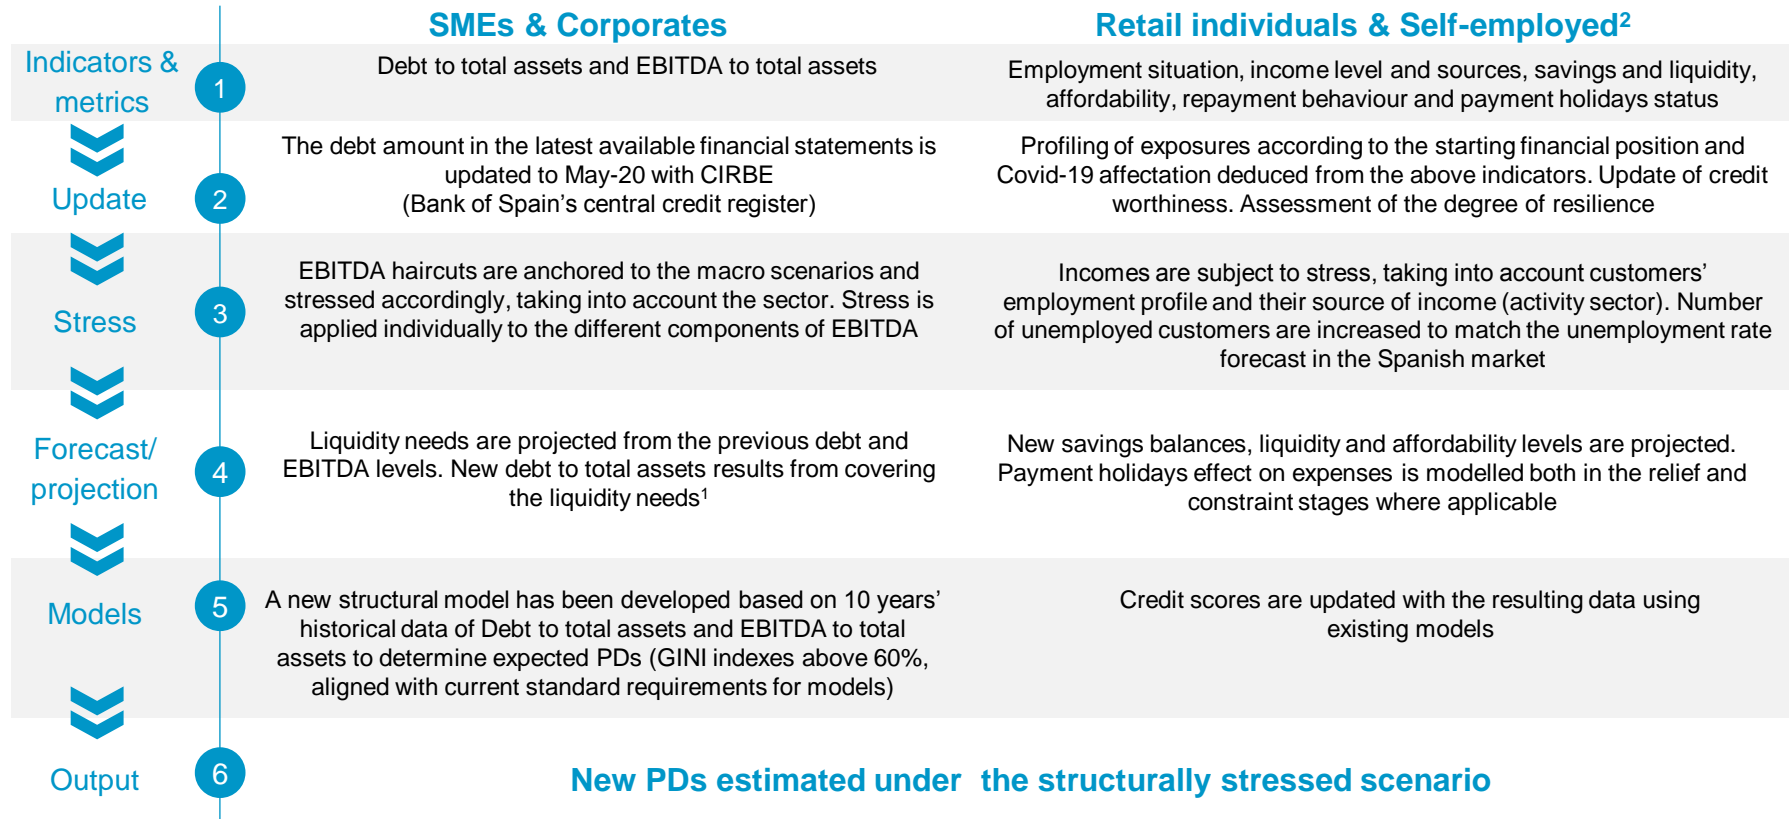 SMEs & Corporates
Retail individuals & Self-employed²
Indicators &
metrics
1
Debt to total assets and EBITDA to total assets
Employment situation, income level and sources, savings and liquidity,
affordability, repayment behaviour and payment holidays status
Update
2
The debt amount in the latest available financial statements is
updated to May-20 with CIRBE
(Bank of Spain's central credit register)
Profiling of exposures according to the starting financial position and
Covid-19 affectation deduced from the above indicators. Update of credit
worthiness. Assessment of the degree of resilience
Stress
3
EBITDA haircuts are anchored to the macro scenarios and
stressed accordingly, taking into account the sector. Stress is
applied individually to the different components of EBITDA
Incomes are subject to stress, taking into account customers'
employment profile and their source of income (activity sector). Number
of unemployed customers are increased to match the unemployment rate
forecast in the Spanish market
Forecast/
projection
4
Liquidity needs are projected from the previous debt and
EBITDA levels. New debt to total assets results from covering
the liquidity needs¹
New savings balances, liquidity and affordability levels are projected.
Payment holidays effect on expenses is modelled both in the relief and
constraint stages where applicable
Models
5
A new structural model has been developed based on 10 years'
historical data of Debt to total assets and EBITDA to total
assets to determine expected PDs (GINI indexes above 60%,
aligned with current standard requirements for models)
Credit scores are updated with the resulting data using
existing models
Output
6
New PDs estimated under the structurally stressed scenario